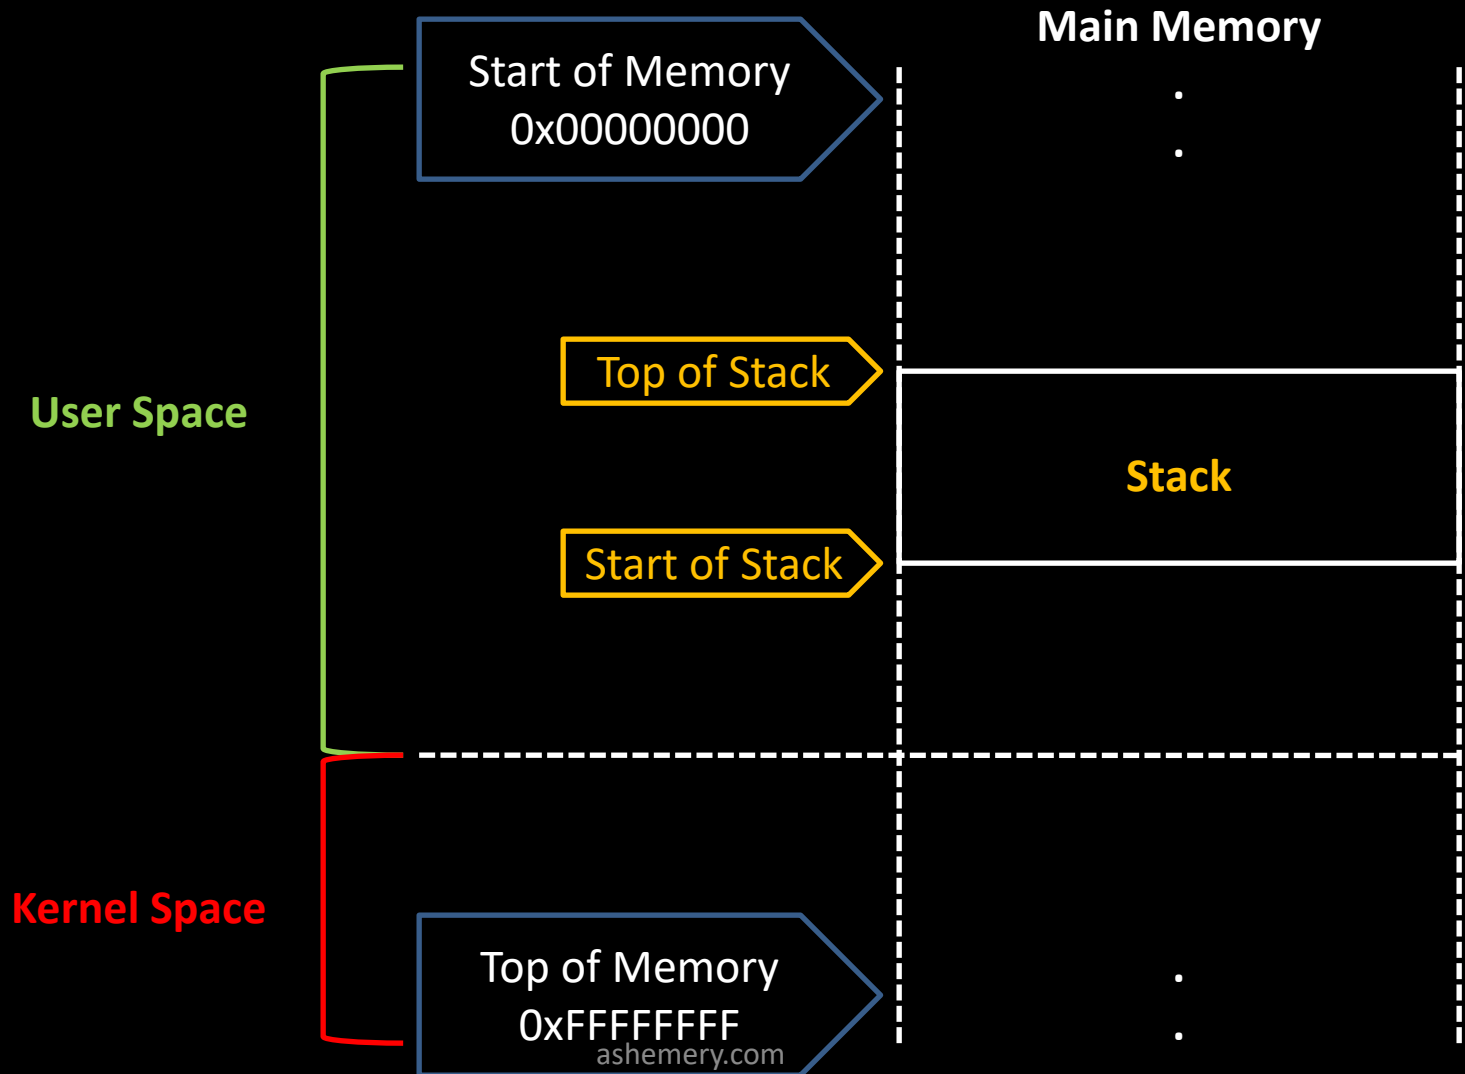 Main Memory
Start of Memory
0x00000000
.
.
Top of Stack
User Space
Stack
Start of Stack
Kernel Space
Top of Memory
0xFFFFFFFF
.
.
ashemery.com